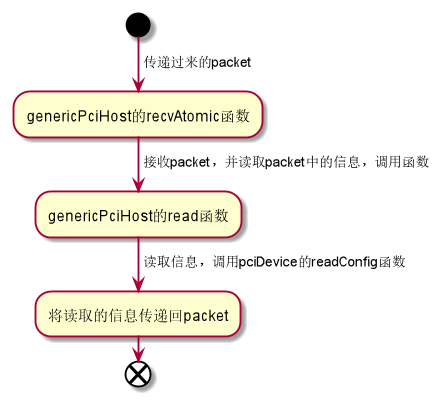 传递过来的packet
genericPciHost的recvAtomic函数
接收packet，并读取packet中的信息，调用函数
genericPciHost的read函数
读取信息，调用pciDevice的readConfig函数
将读取的信息传递回packet